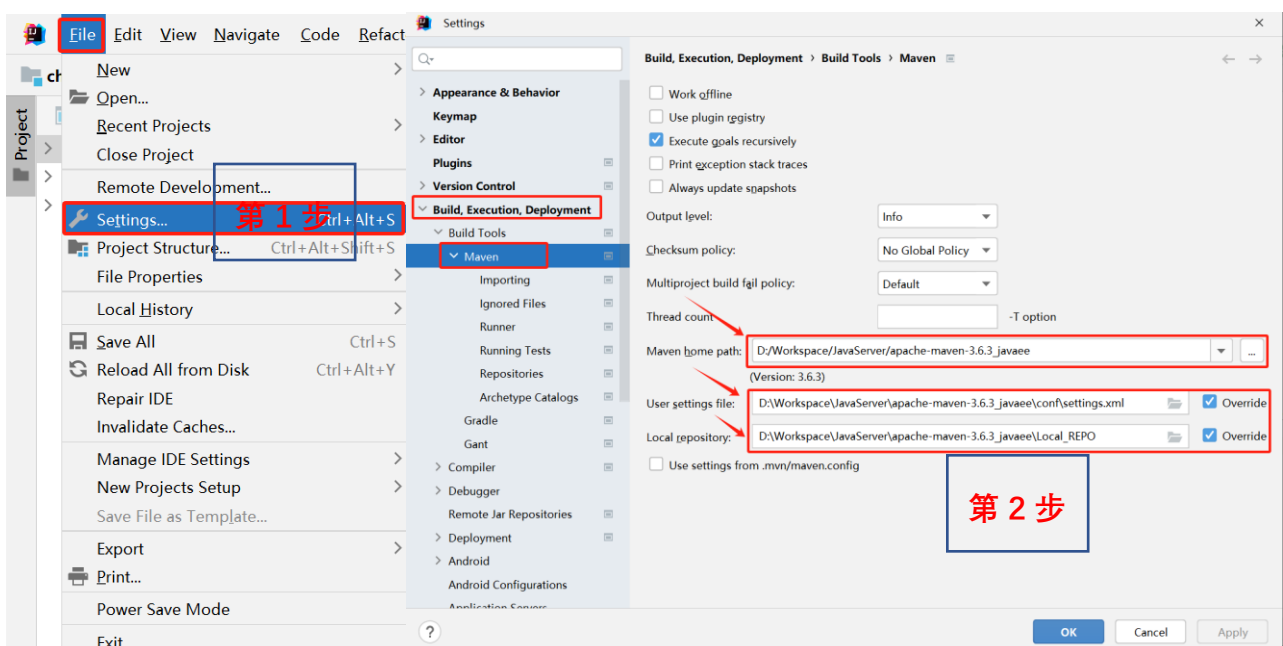 File Edit View Navigate Code Refact
ch
Project
New
Open...
Recent Projects
Close Project
Remote Development...
Settings... Ctrl+Alt+S
第 1 步
Project Structure... Ctrl+Alt+Shift+S
File Properties
Local History
Save All Ctrl+S
Reload All from Disk Ctrl+Alt+Y
Repair IDE
Invalidate Caches...
Manage IDE Settings
New Projects Setup
Save File as Template...
Export
Print...
Power Save Mode
Exit
Settings
Appearance & Behavior
Keymap
Editor
Plugins
Version Control
Build, Execution, Deployment
Build Tools
Maven
Importing
Ignored Files
Runner
Running Tests
Repositories
Archetype Catalogs
Gradle
Gant
Compiler
Debugger
Remote Jar Repositories
Deployment
Android
Android Configurations
Application Servers
Build, Execution, Deployment › Build Tools › Maven
Work offline
Use plugin registry
Execute goals recursively
Print exception stack traces
Always update snapshots
Output level: Info
Checksum policy: No Global Policy
Multiproject build fail policy: Default
Thread count -T option
Maven home path: D:/Workspace/JavaServer/apache-maven-3.6.3_javaee ...
(Version: 3.6.3)
User settings file: D:\Workspace\JavaServer\apache-maven-3.6.3_javaee\conf\settings.xml Override
Local repository: D:\Workspace\JavaServer\apache-maven-3.6.3_javaee\Local_REPO Override
Use settings from .mvn/maven.config
第 2 步
? OK Cancel Apply